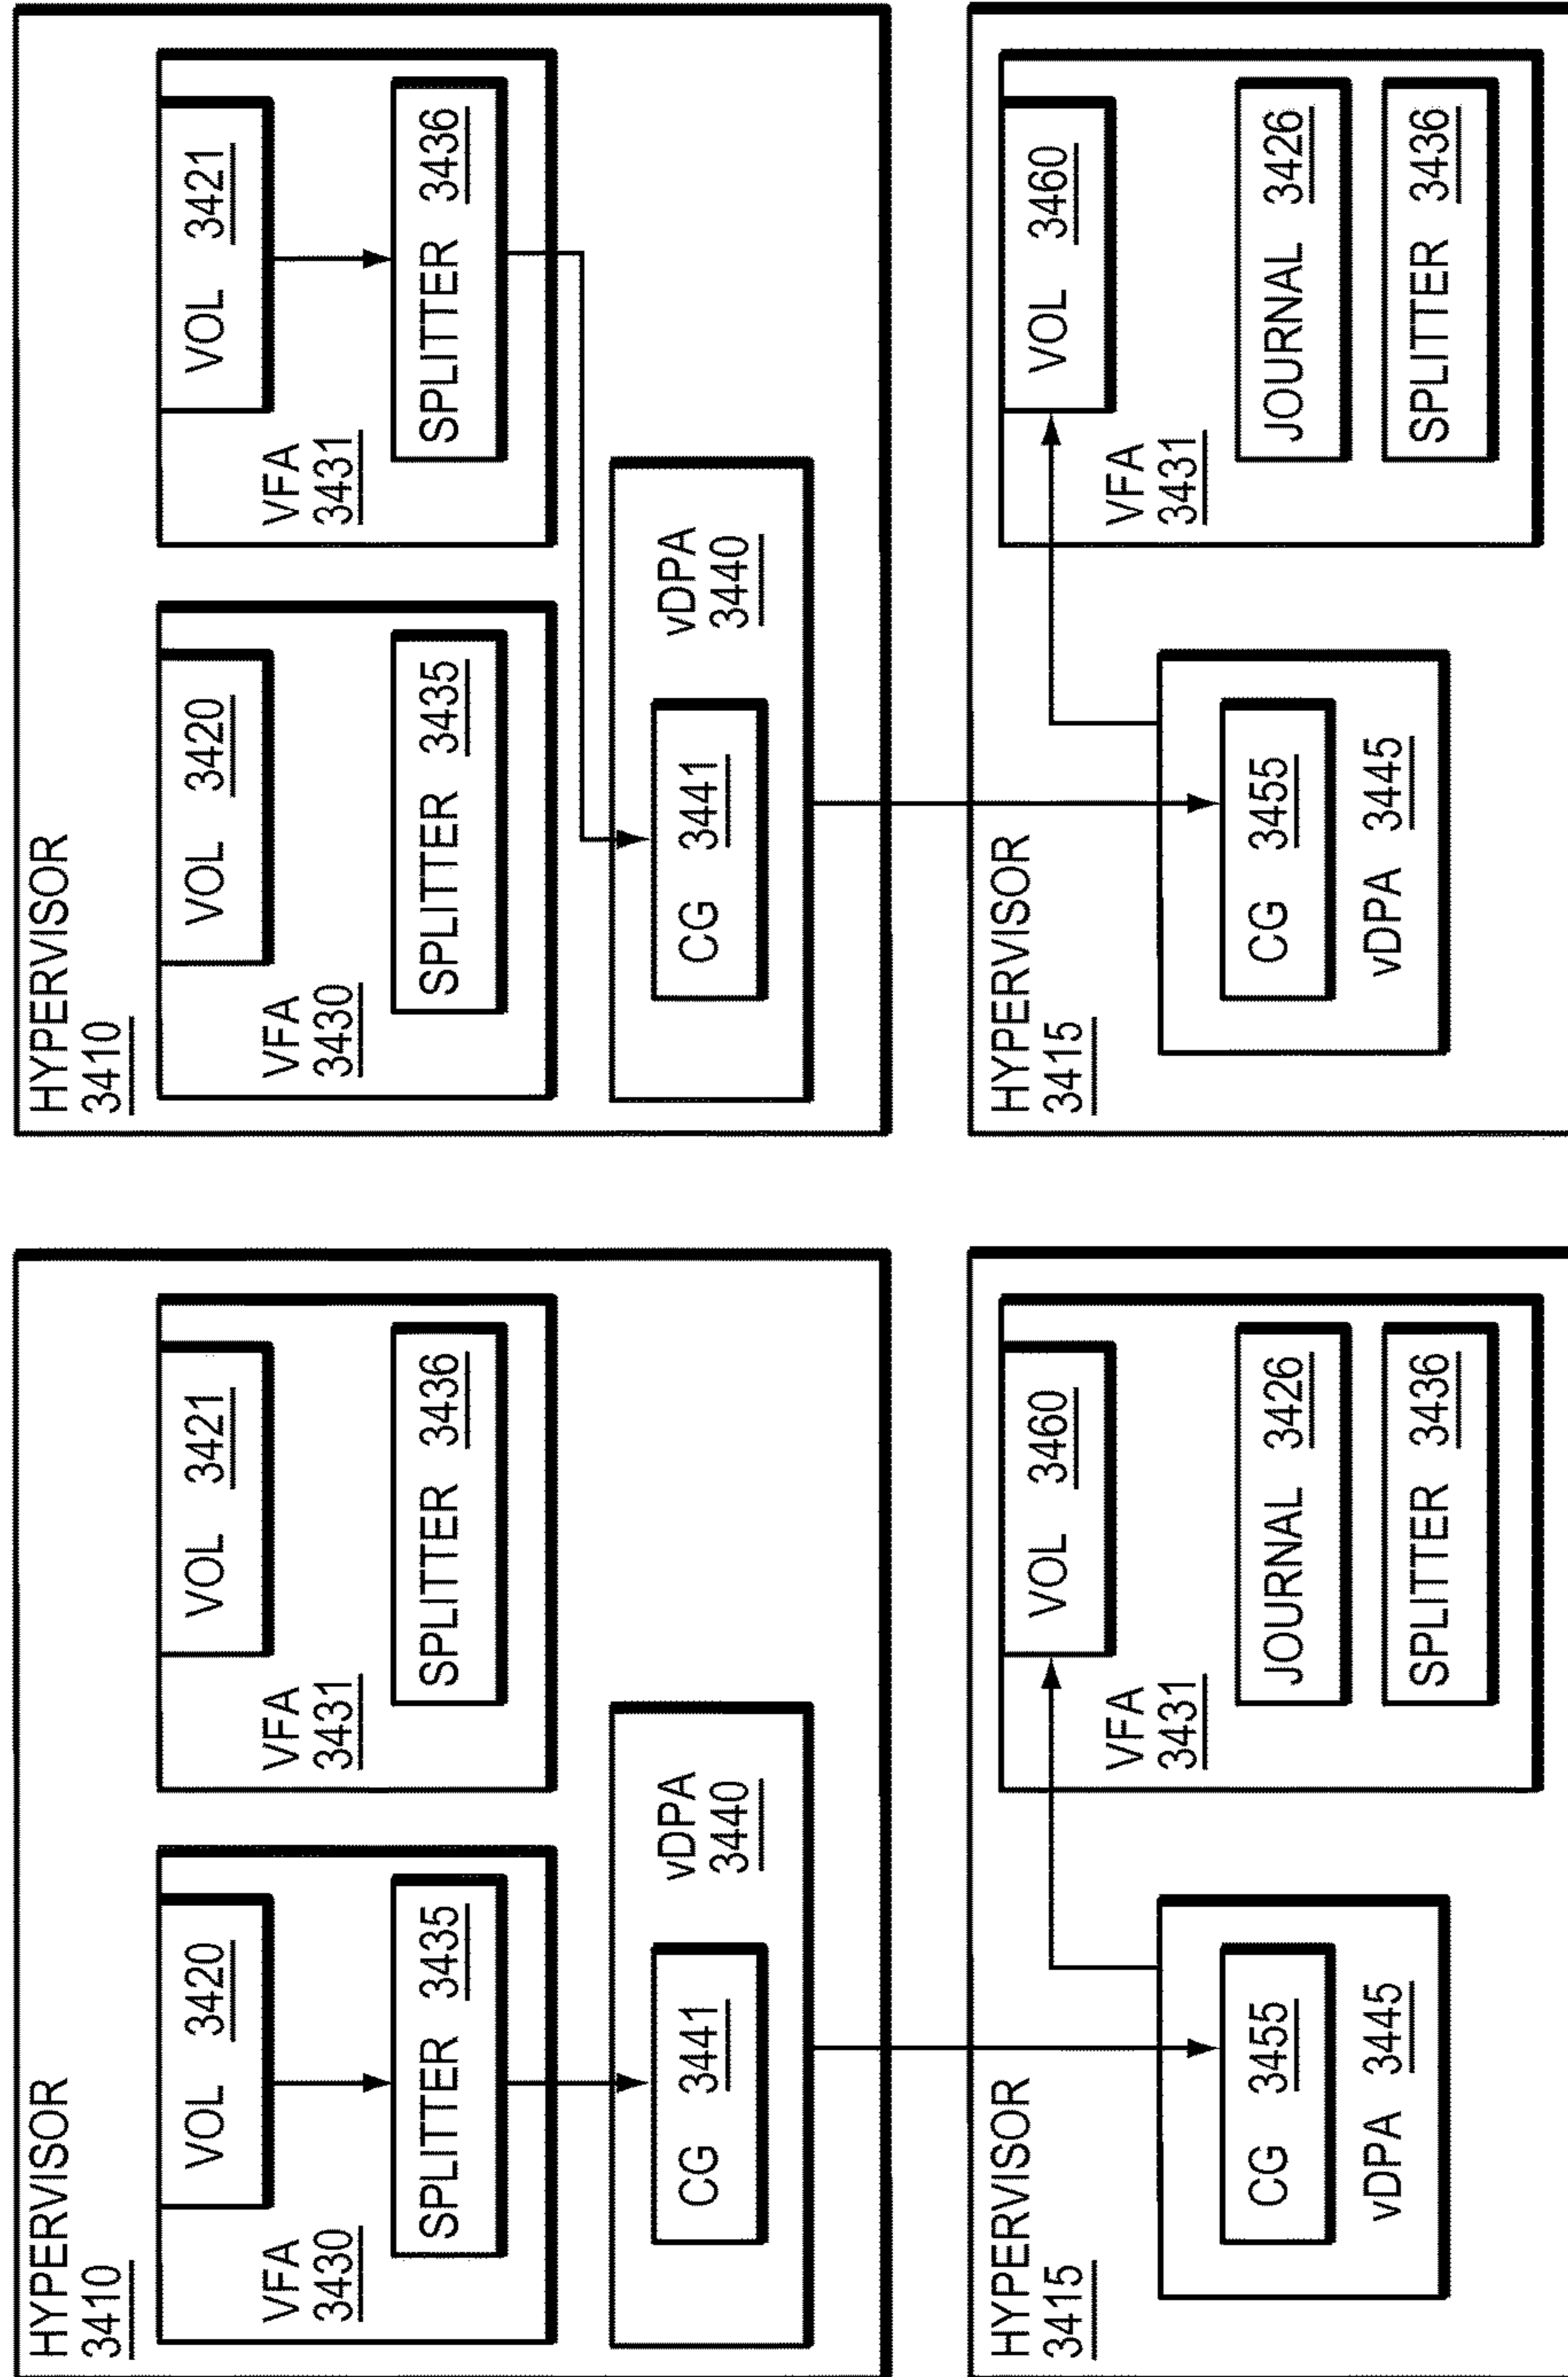 HYPERVISOR
3410
VFA
3430
VOL 3420
SPLITTER 3435
VFA
3431
VOL 3421
SPLITTER 3436
CG 3441
vDPA
3440
HYPERVISOR
3415
CG 3455
vDPA 3445
VFA
3431
VOL 3460
JOURNAL 3426
SPLITTER 3436
HYPERVISOR
3410
VFA
3430
VOL 3420
SPLITTER 3435
VFA
3431
VOL 3421
SPLITTER 3436
CG 3441
vDPA
3440
HYPERVISOR
3415
CG 3455
vDPA 3445
VFA
3431
VOL 3460
JOURNAL 3426
SPLITTER 3436